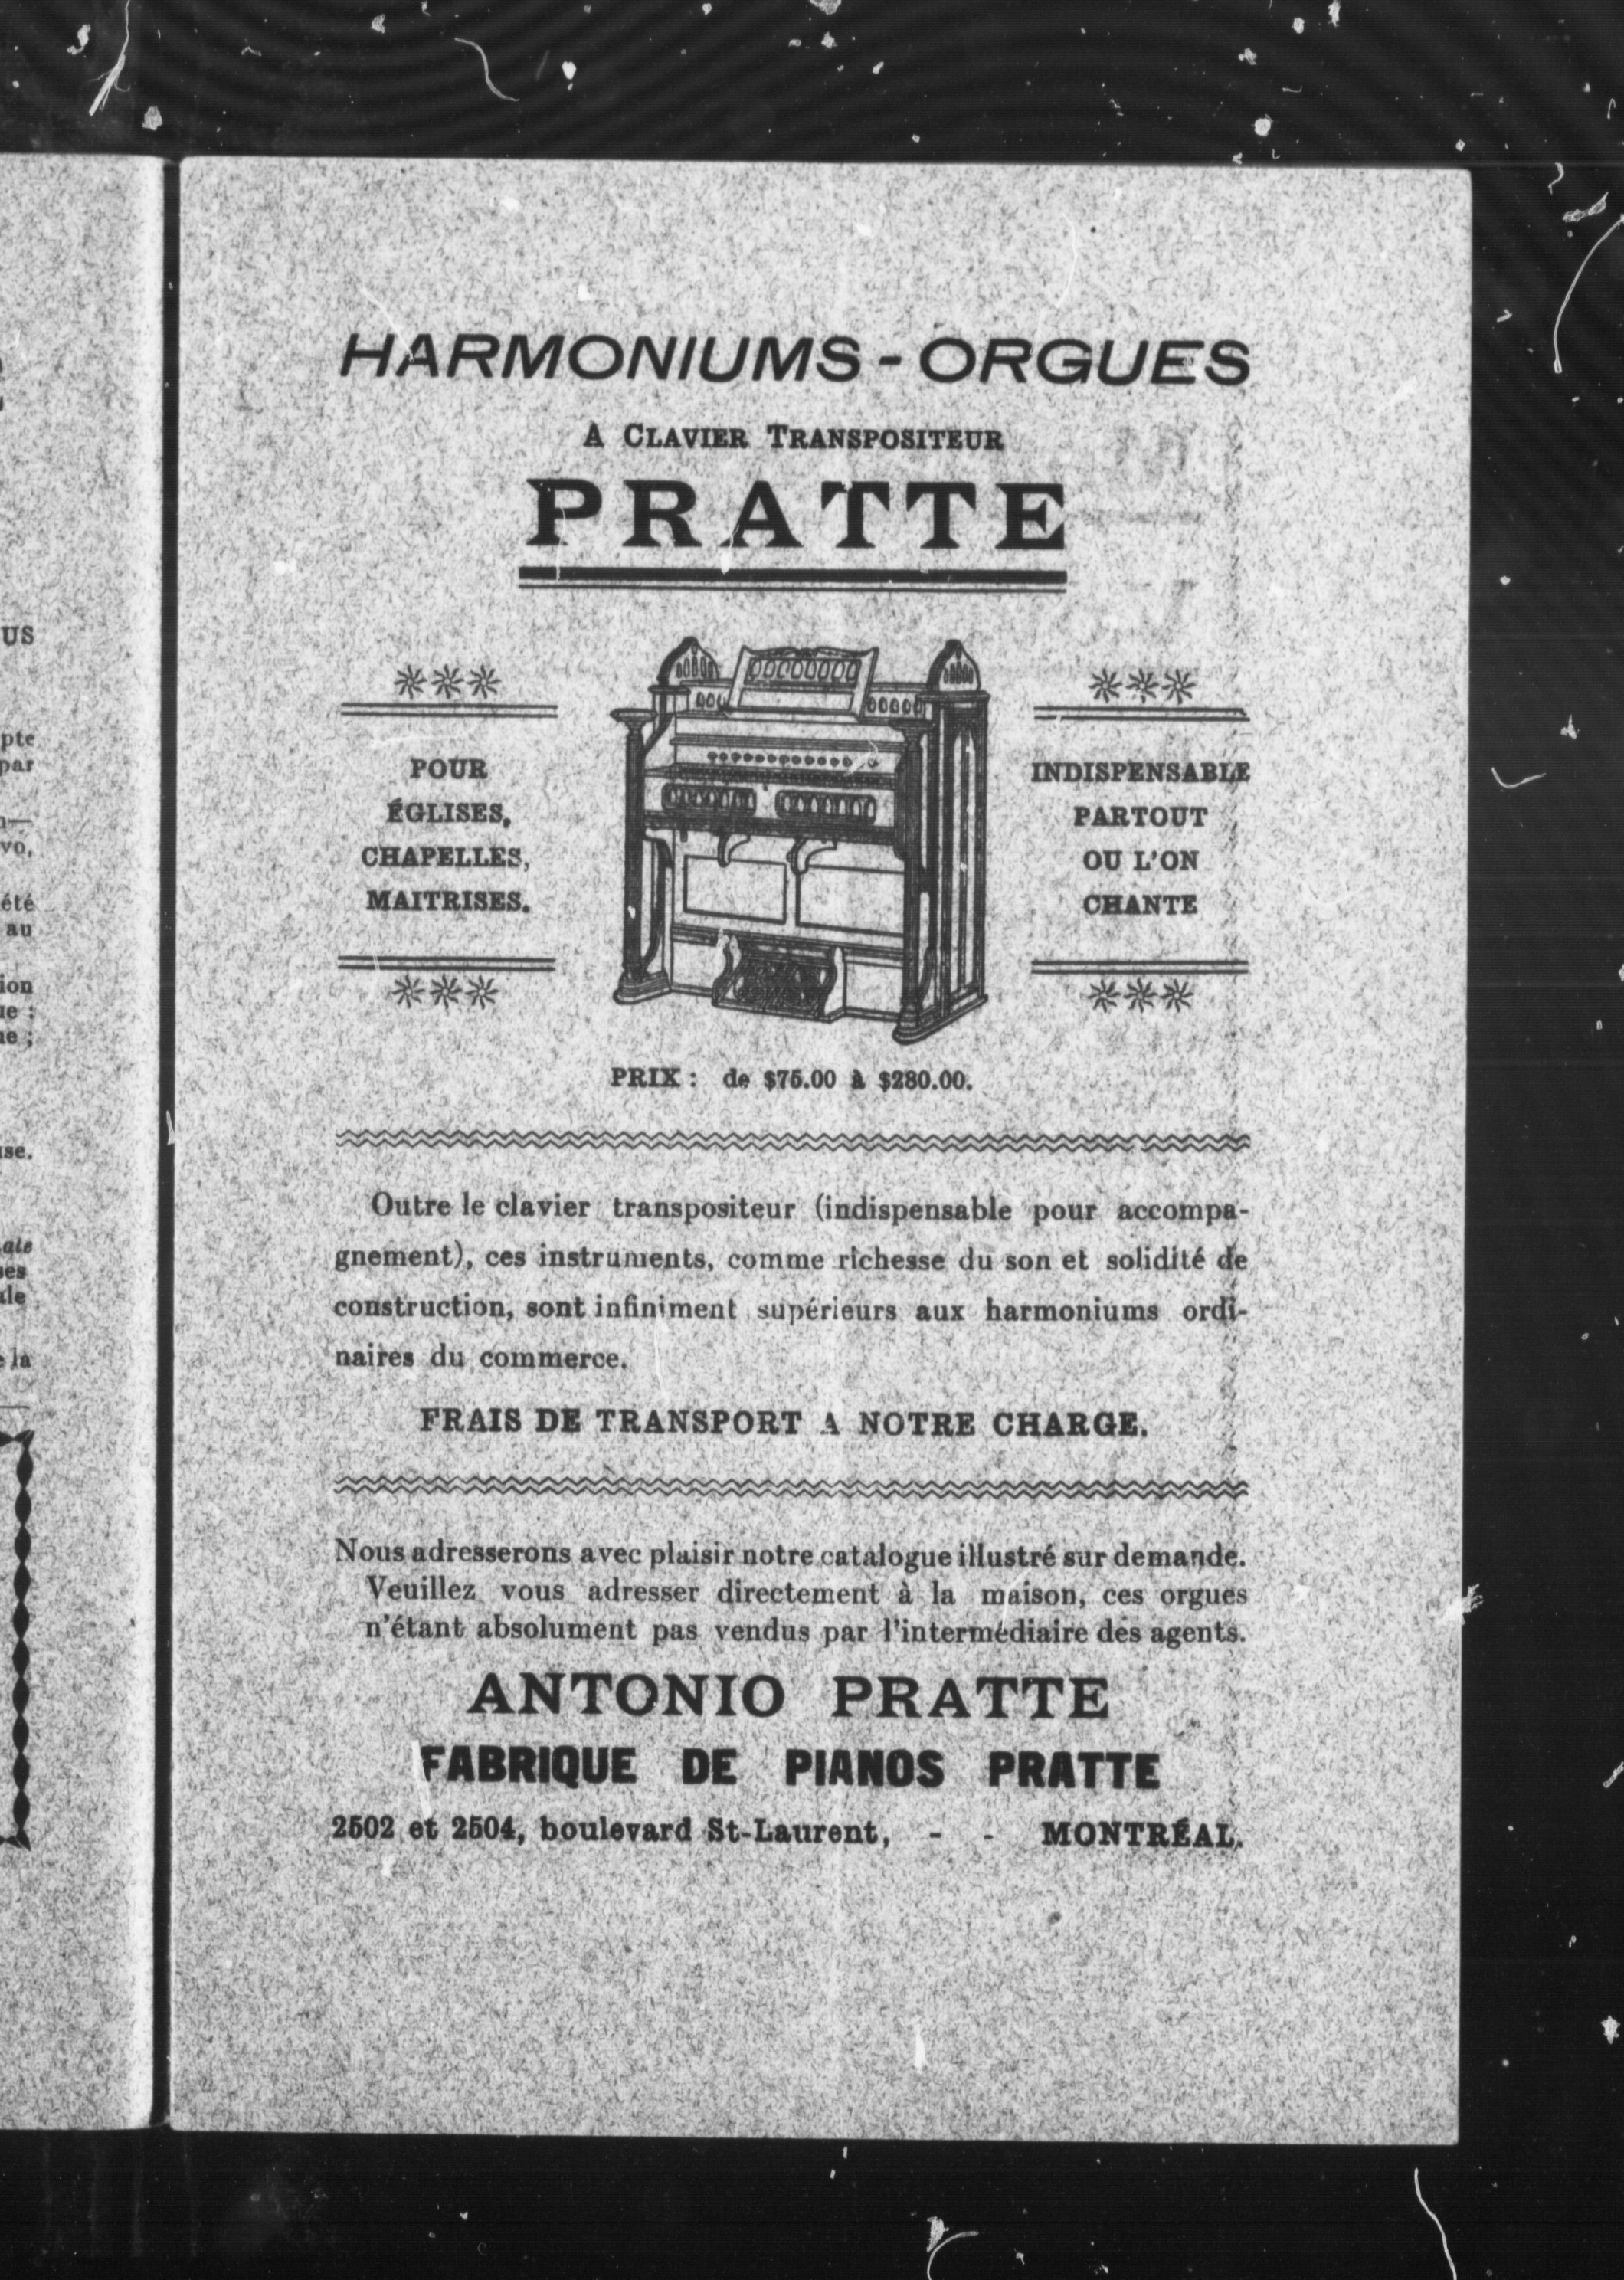 HARMONIUMS - ORGUES
A CLAVIER TRANSPOSITEUR
PRATTE
POUR
ÉGLISES,
CHAPELLES,
MAITRISES.
INDISPENSABLE
PARTOUT
OU L'ON
CHANTE
PRIX : de $75.00 à $280.00.
Outre le clavier transpositeur (indispensable pour accompa-
gnement), ces instruments, comme richesse du son et solidité de
construction, sont infiniment supérieurs aux harmoniums ordi-
naires du commerce.
FRAIS DE TRANSPORT A NOTRE CHARGE.
Nous adresserons avec plaisir notre catalogue illustré sur demande.
Veuillez vous adresser directement à la maison, ces orgues
n'étant absolument pas vendus par l'intermédiaire des agents.
ANTONIO PRATTE
FABRIQUE DE PIANOS PRATTE
2502 et 2504, boulevard St-Laurent, - - MONTRÉAL.